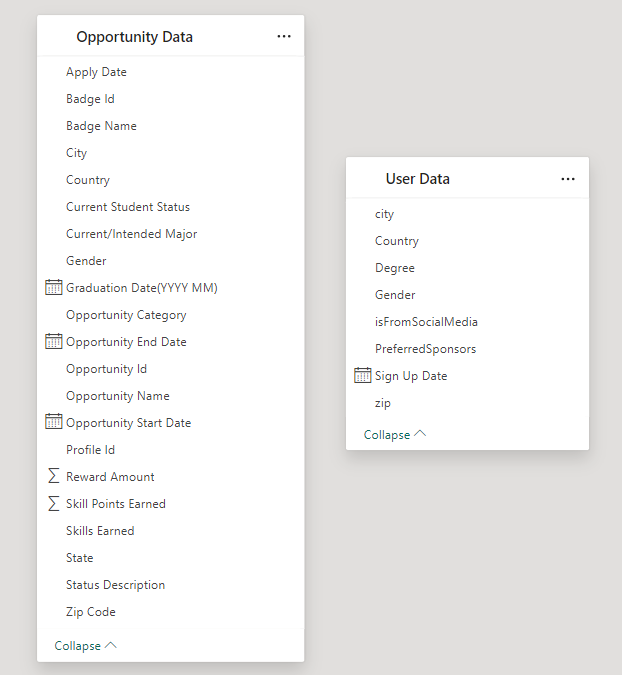 Opportunity Data
Apply Date
Badge Id
Badge Name
City
Country
Current Student Status
Current/Intended Major
Gender
Graduation Date(YYYY MM)
Opportunity Category
Opportunity End Date
Opportunity Id
Opportunity Name
Opportunity Start Date
Profile Id
Reward Amount
Skill Points Earned
Skills Earned
State
Status Description
Zip Code
Collapse
User Data
city
Country
Degree
Gender
isFromSocialMedia
PreferredSponsors
Sign Up Date
zip
Collapse